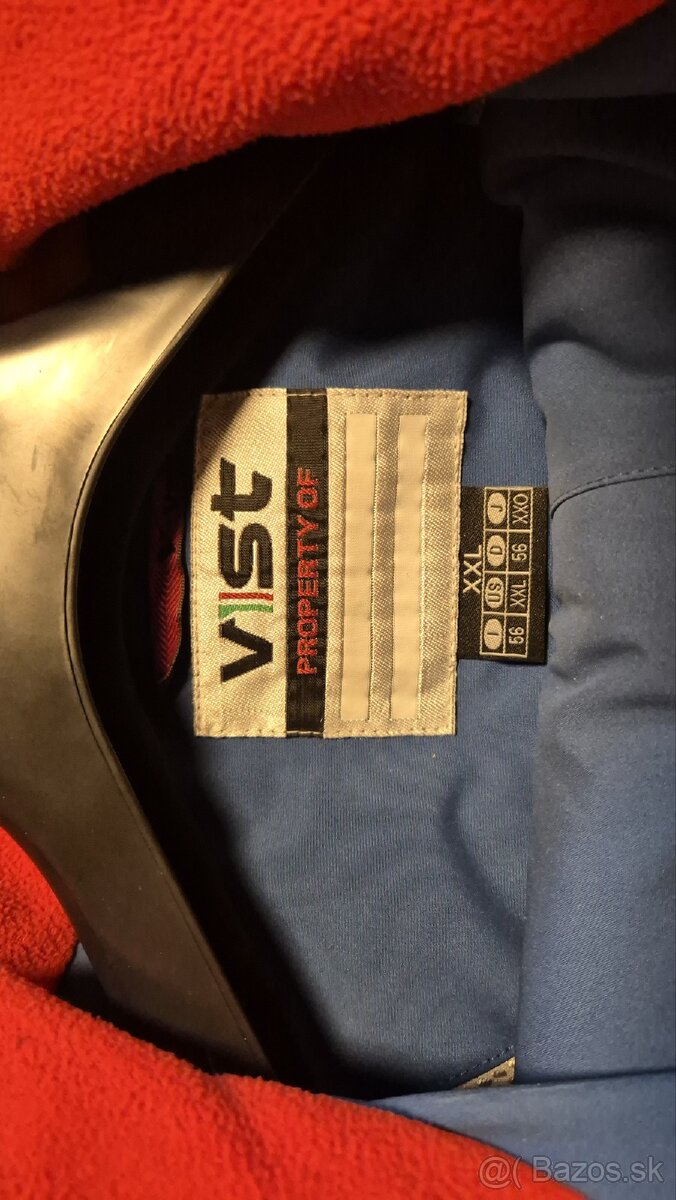 VIST
PROPERTY OF
XXL
I US D J
56 XXL 56 XXO
@( Bazos.sk